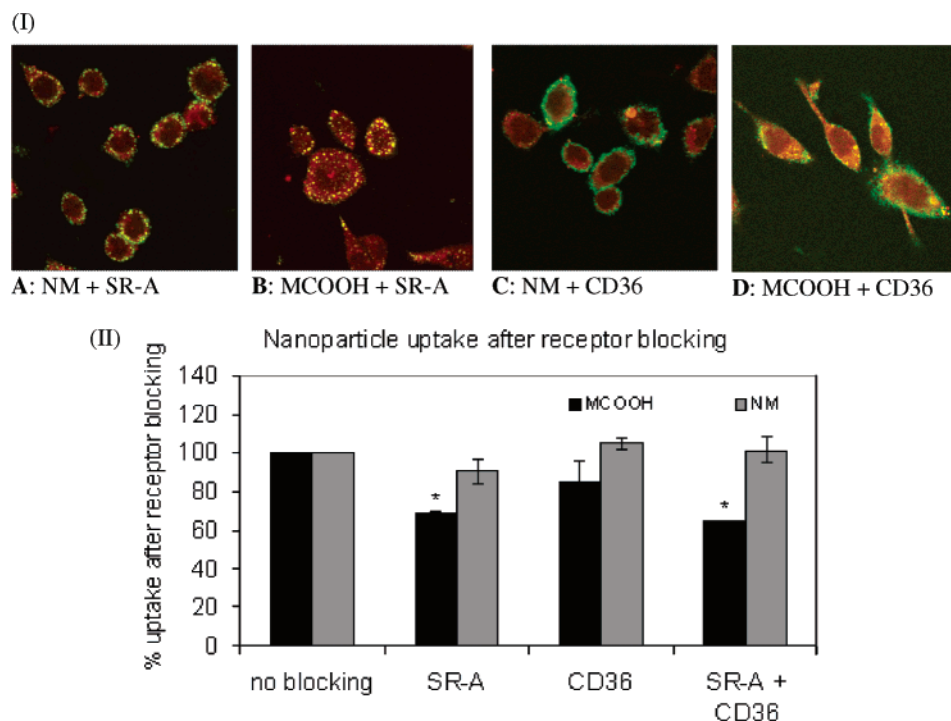 (I)
A: NM + SR-A
B: MCOOH + SR-A
C: NM + CD36
D: MCOOH + CD36
(II)
Nanoparticle uptake after receptor blocking
% uptake after receptor blocking
140
120
100
80
60
40
20
0
MCOOH
NM
*
*
no blocking
SR-A
CD36
SR-A +
CD36